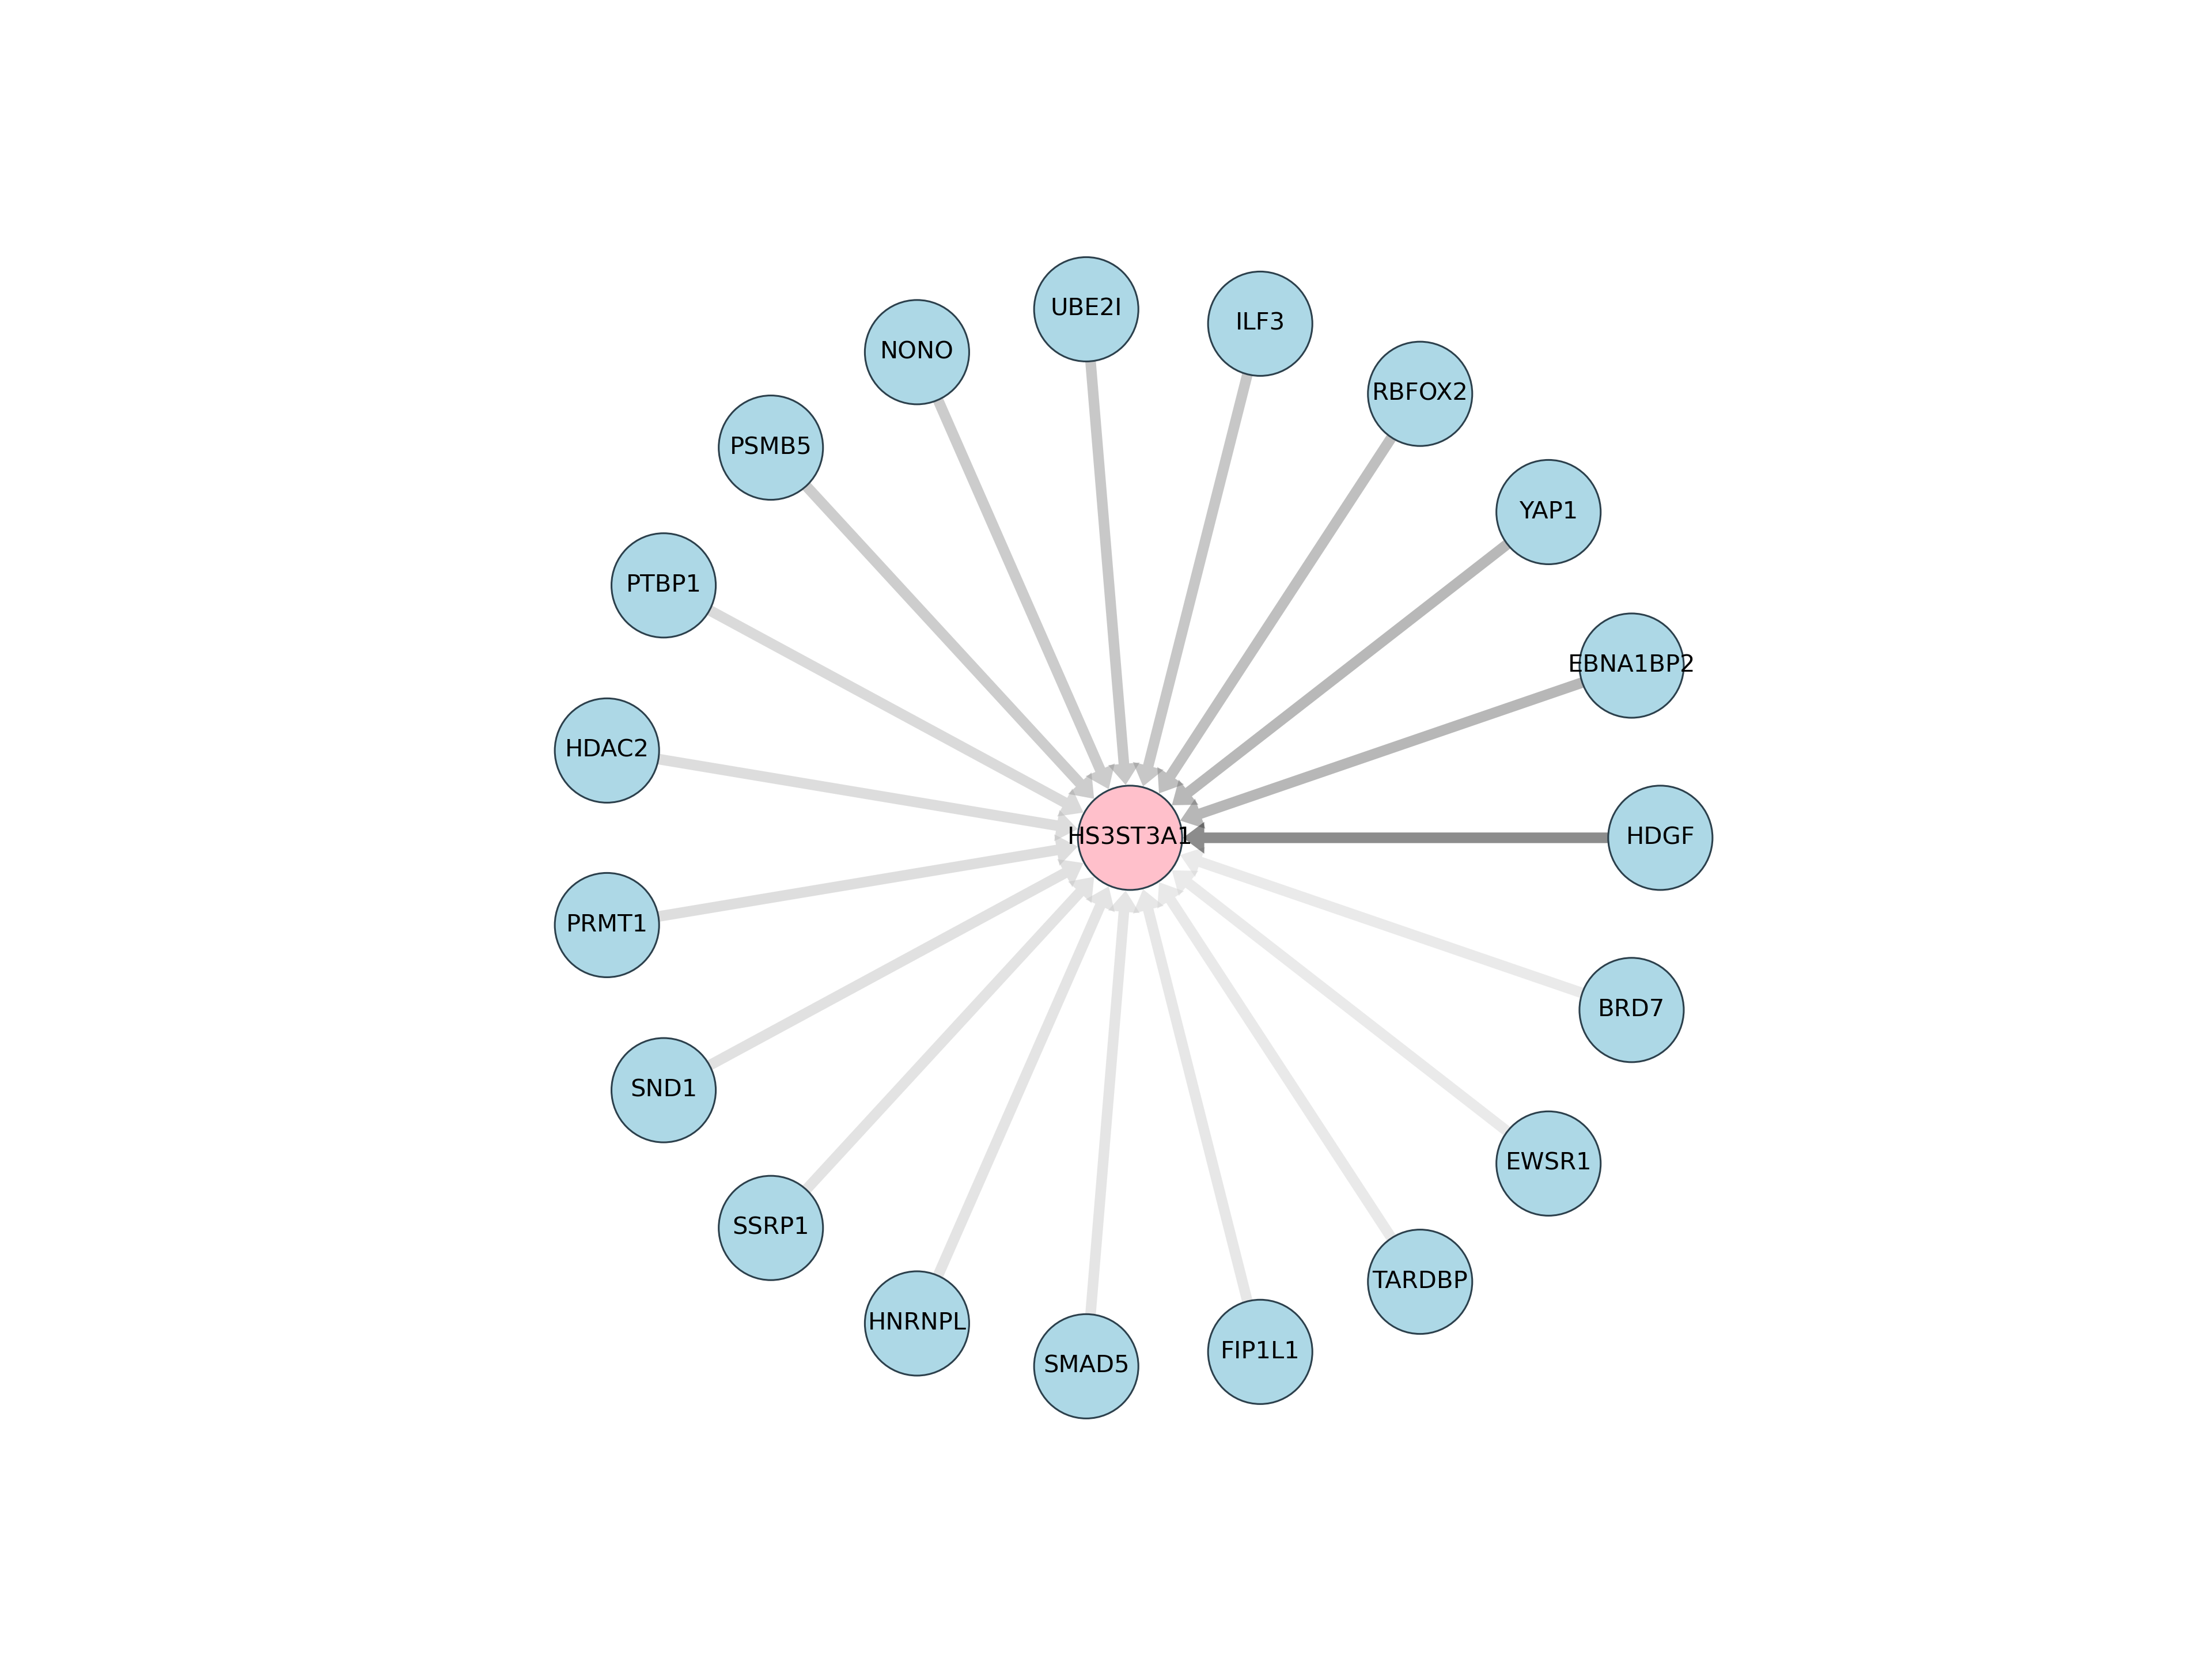 UBE2I
ILF3
NONO
RBFOX2
PSMB5
YAP1
PTBP1
EBNA1BP2
HDAC2
HS3ST3A1
HDGF
PRMT1
BRD7
SND1
EWSR1
SSRP1
TARDBP
HNRNPL
FIP1L1
SMAD5